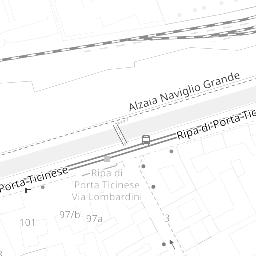 Alzaia Naviglio Grande
Ripa di Porta Tic
Porta Ticinese
Ripa di
Porta Ticinese
Via Lombardini
101
97/b
97a
3